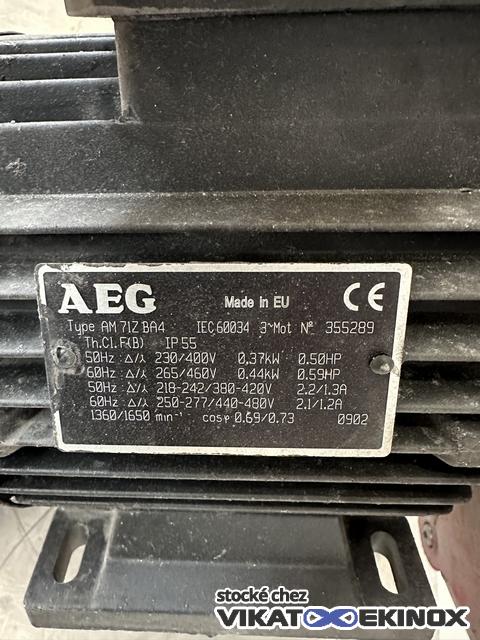 AEG Made in EU CE
Type AM 71Z BA4 IEC60034 3~Mot Nº 355289
Th.Cl.F(B) IP 55
50Hz : Δ/⅄ 230/400V 0,37kW 0.50HP
60Hz : Δ/⅄ 265/460V 0.44kW 0.59HP
50Hz : Δ/⅄ 218-242/380-420V 2.2/1.3A
60Hz : Δ/⅄ 250-277/440-480V 2.1/1.2A
1360/1650 min⁻¹ cosφ 0.69/0.73 0902
stocké chez
VIKAT EKINOX